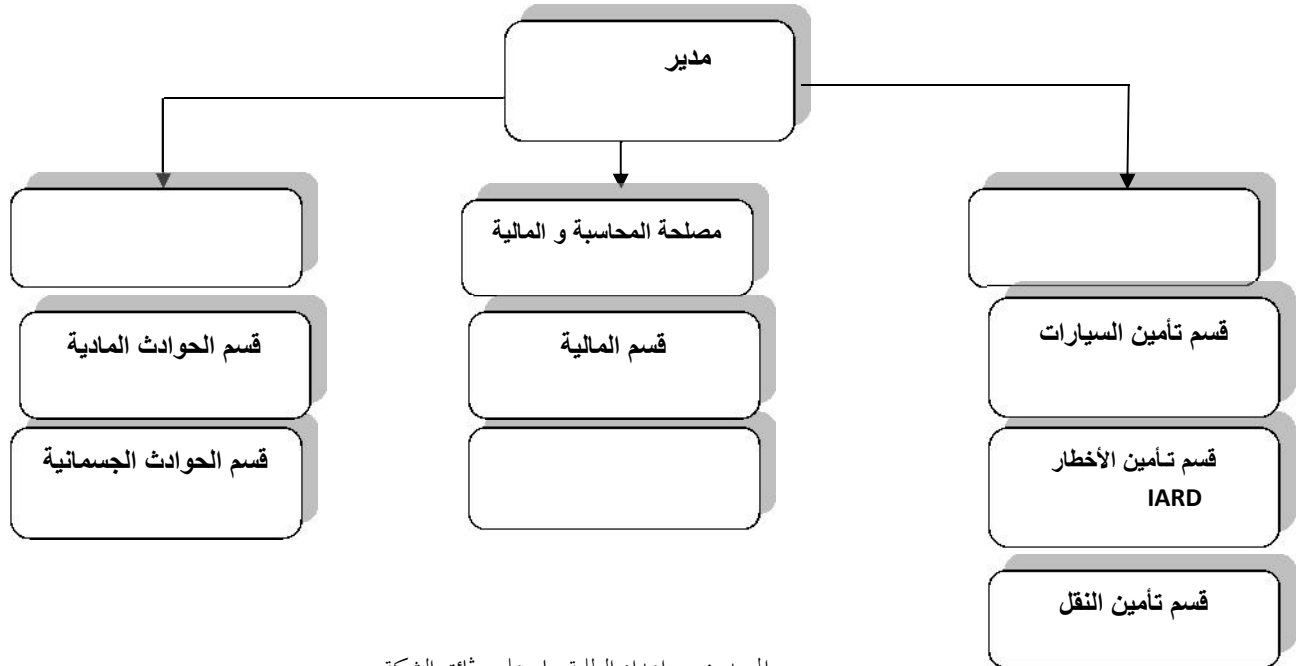 مدير
مصلحة المحاسبة و المالية
قسم الحوادث المادية
قسم المالية
قسم تأمين السيارات
قسم الحوادث الجسمانية
قسم تأمين الأخطار
IARD
قسم تأمين النقل